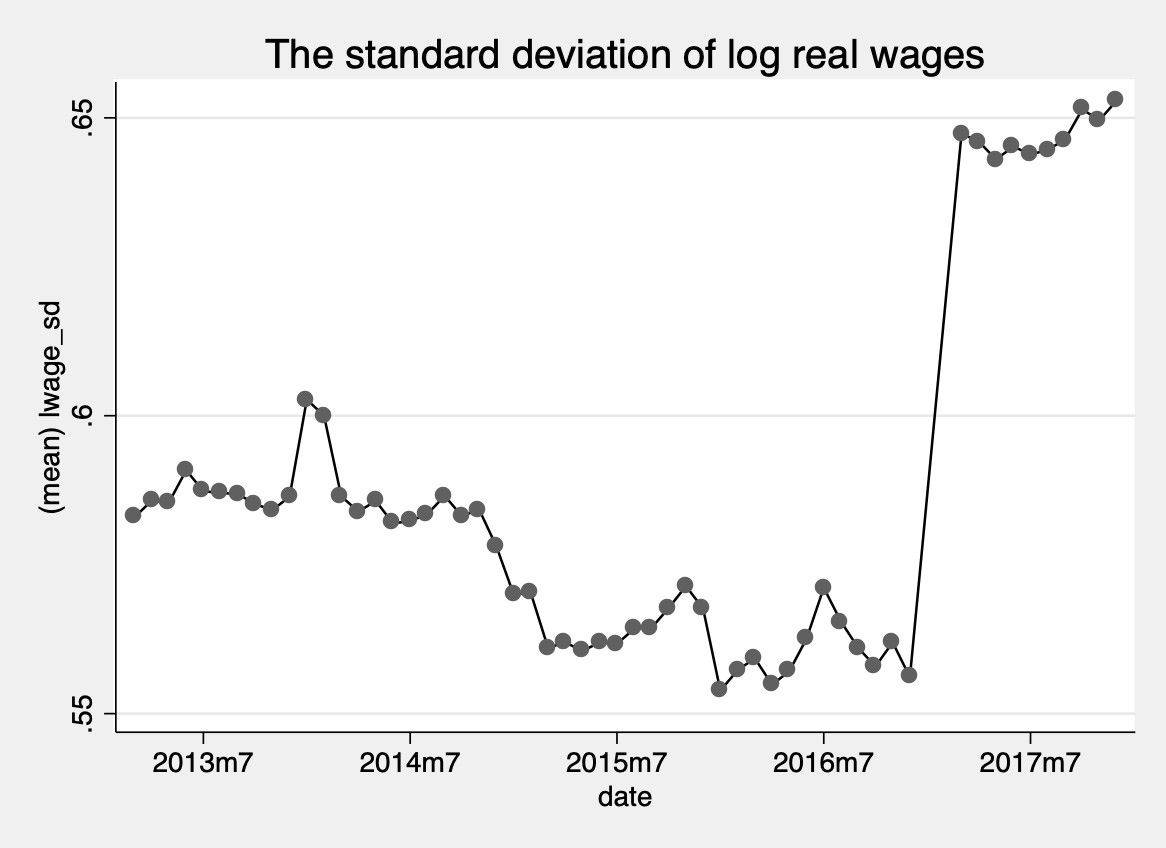 The standard deviation of log real wages
(mean) lwage_sd
.65
.6
.55
2013m7 2014m7 2015m7 2016m7 2017m7
date